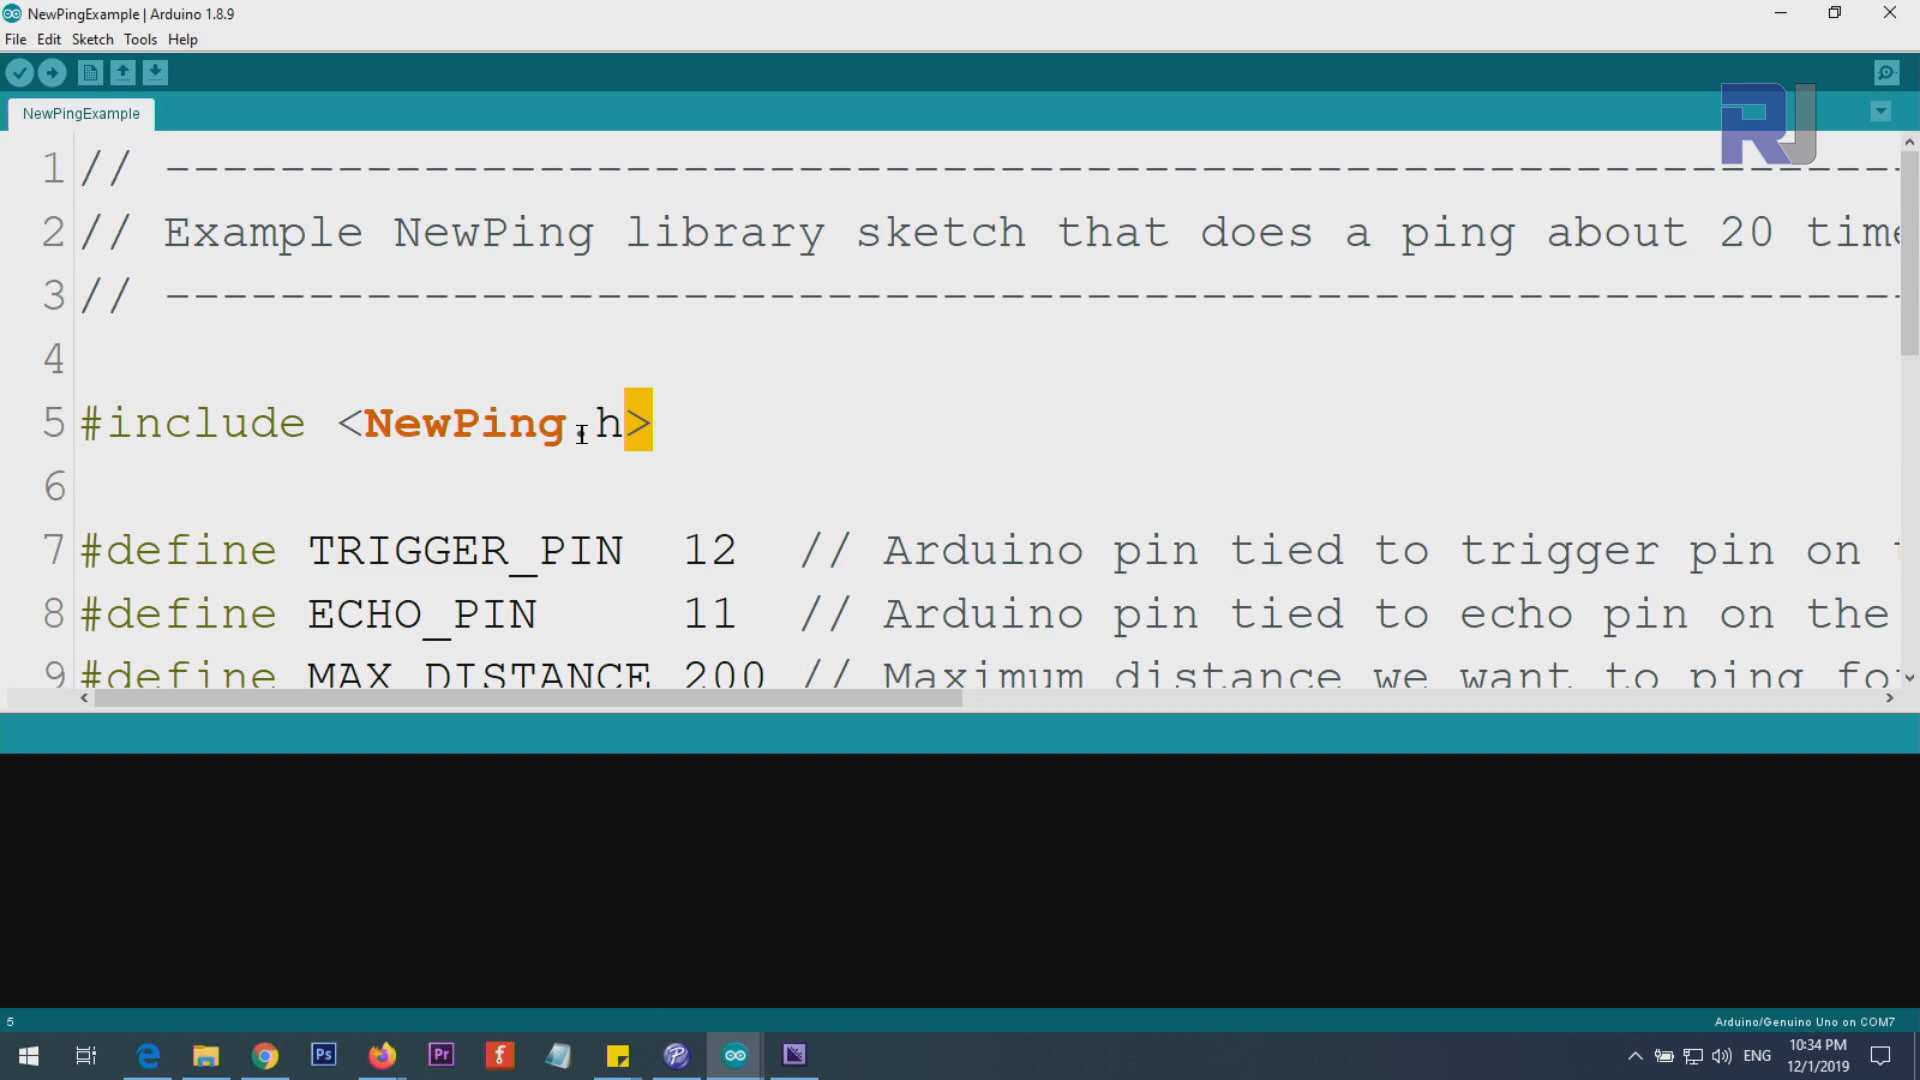 NewPingExample | Arduino 1.8.9
File Edit Sketch Tools Help
NewPingExample
RJ
1 // ------------------------------------------------------------
2 // Example NewPing library sketch that does a ping about 20 time
3 // ------------------------------------------------------------
4
5 #include <NewPing.h>
6
7 #define TRIGGER_PIN 12 // Arduino pin tied to trigger pin on
8 #define ECHO_PIN 11 // Arduino pin tied to echo pin on the
9 #define MAX_DISTANCE 200 // Maximum distance we want to ping fo
5
Arduino/Genuino Uno on COM7
Ps Pr f
ENG
10:34 PM
12/1/2019